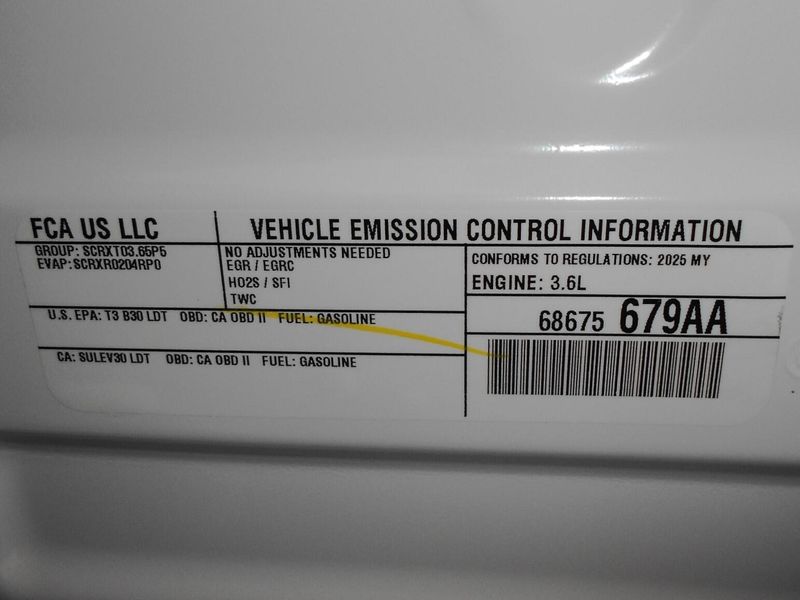 FCA US LLC
VEHICLE EMISSION CONTROL INFORMATION
GROUP: SCRXT03.65P5
EVAP: SCRXR0204RP0
NO ADJUSTMENTS NEEDED
EGR / EGRC
HO2S / SFI
TWC
CONFORMS TO REGULATIONS: 2025 MY
ENGINE: 3.6L
U.S. EPA: T3 B30 LDT OBD: CA OBD II FUEL: GASOLINE
68675 679AA
CA: SULEV30 LDT OBD: CA OBD II FUEL: GASOLINE